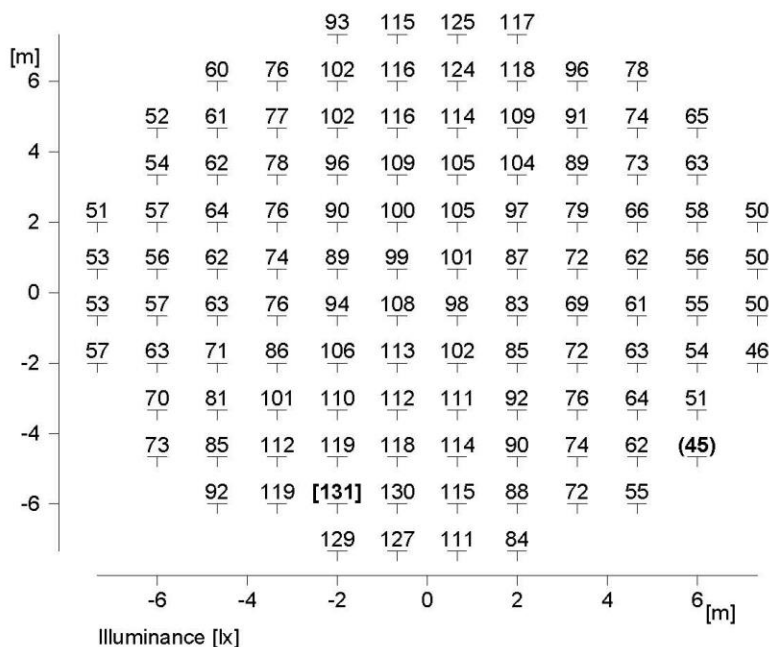 93 115 125 117
[m]
6 60 76 102 116 124 118 96 78
52 61 77 102 116 114 109 91 74 65
4 54 62 78 96 109 105 104 89 73 63
2 51 57 64 76 90 100 105 97 79 66 58 50
53 56 62 74 89 99 101 87 72 62 56 50
0 53 57 63 76 94 108 98 83 69 61 55 50
-2 57 63 71 86 106 113 102 85 72 63 54 46
70 81 101 110 112 111 92 76 64 51
-4 73 85 112 119 118 114 90 74 62 (45)
-6 92 119 [131] 130 115 88 72 55
129 127 111 84
-6 -4 -2 0 2 4 6 [m]
Illuminance [lx]